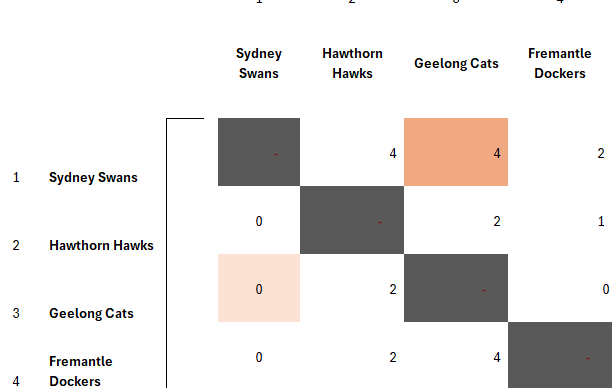 1 2 3 4
Sydney Hawthorn Geelong Cats Fremantle
Swans Hawks Dockers
- 4 4 2
1 Sydney Swans
0 - 2 1
2 Hawthorn Hawks
0 2 - 0
3 Geelong Cats
Fremantle
0 2 4 -
4 Dockers